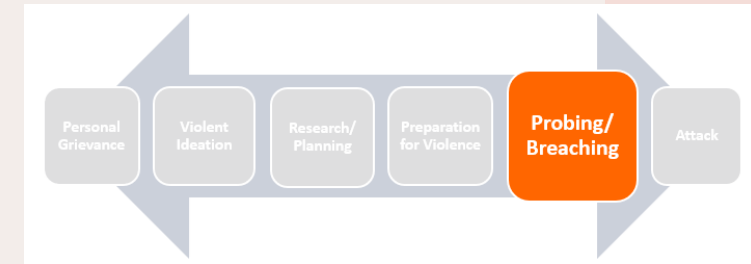 Personal
Grievance
Violent
Ideation
Research/
Planning
Preparation
for Violence
Probing/
Breaching
Attack